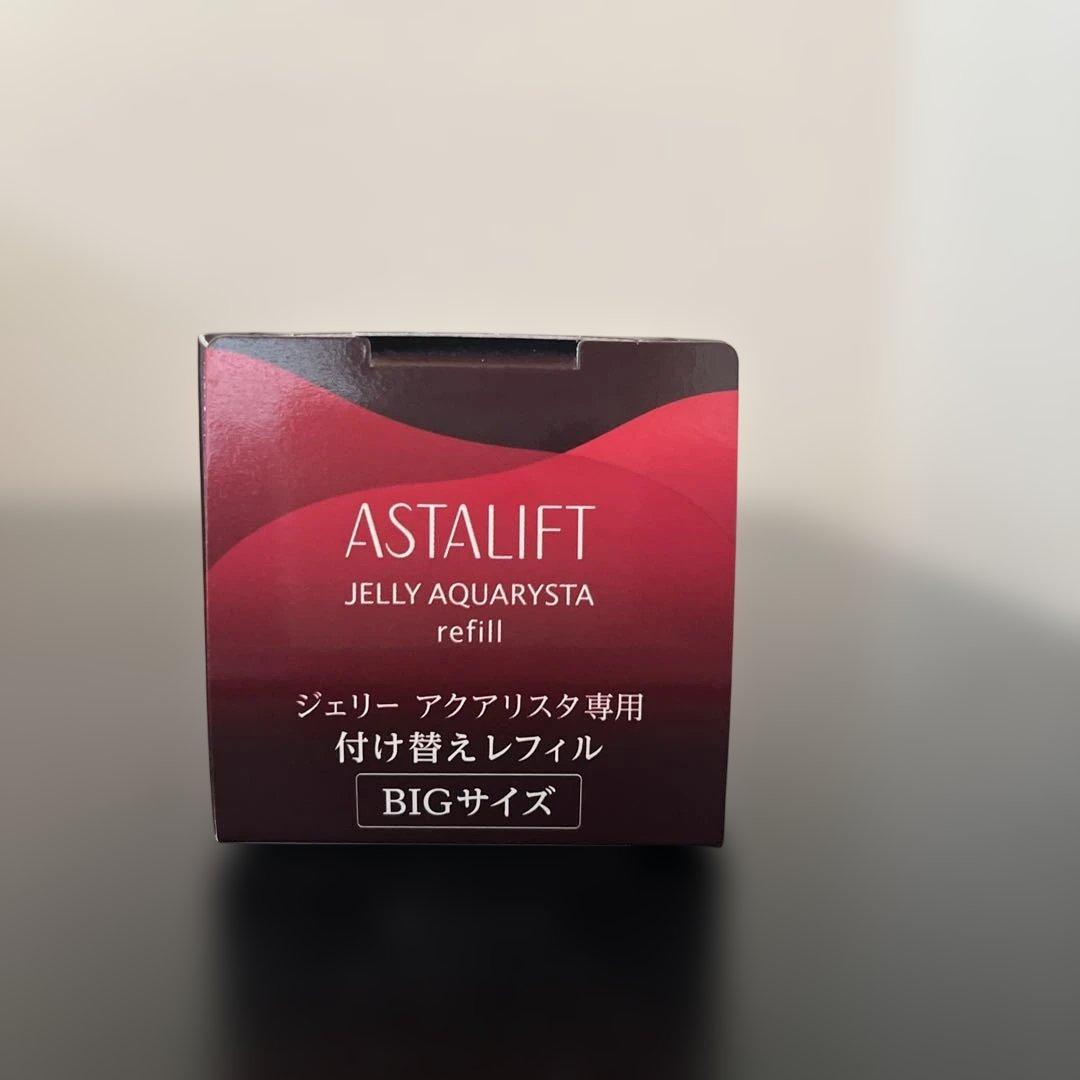 ASTALIFT
JELLY AQUARYSTA
refill
ジェリー アクアリスタ専用
付け替えレフィル
BIGサイズ